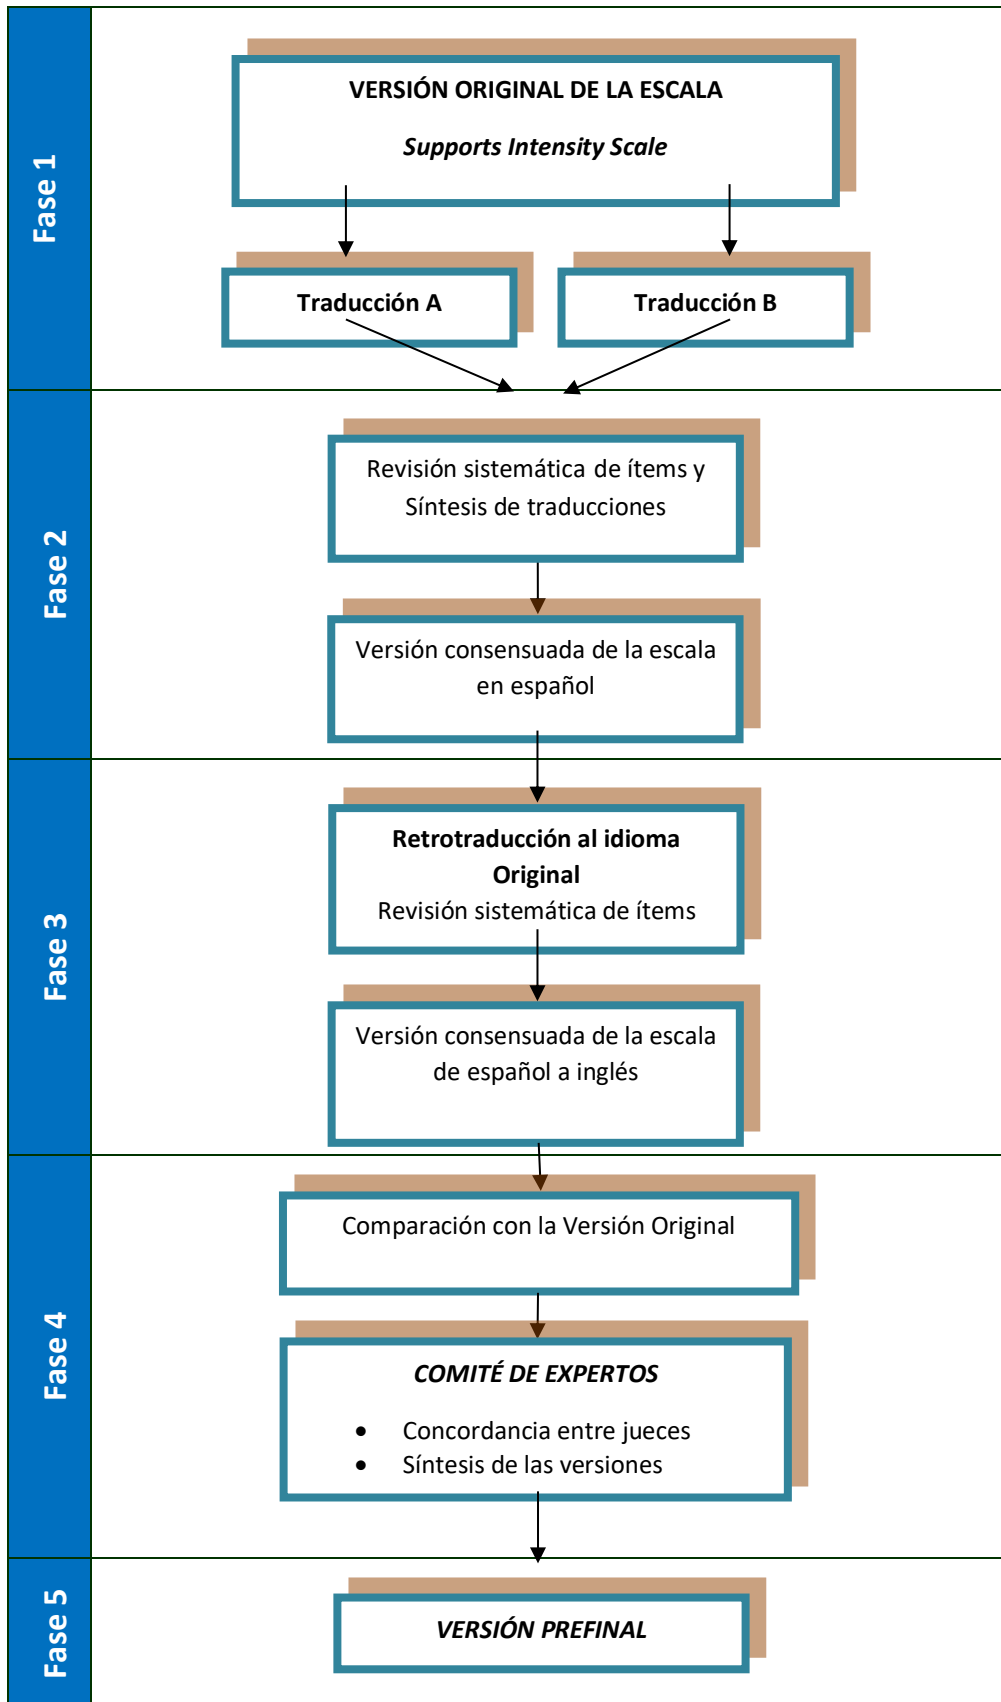 Fase 1
VERSIÓN ORIGINAL DE LA ESCALA
Supports Intensity Scale
Traducción A
Traducción B
Fase 2
Revisión sistemática de ítems y
Síntesis de traducciones
Versión consensuada de la escala
en español
Fase 3
Retrotraducción al idioma
Original
Revisión sistemática de ítems
Versión consensuada de la escala
de español a inglés
Fase 4
Comparación con la Versión Original
COMITÉ DE EXPERTOS
• Concordancia entre jueces
• Síntesis de las versiones
Fase 5
VERSIÓN PREFINAL